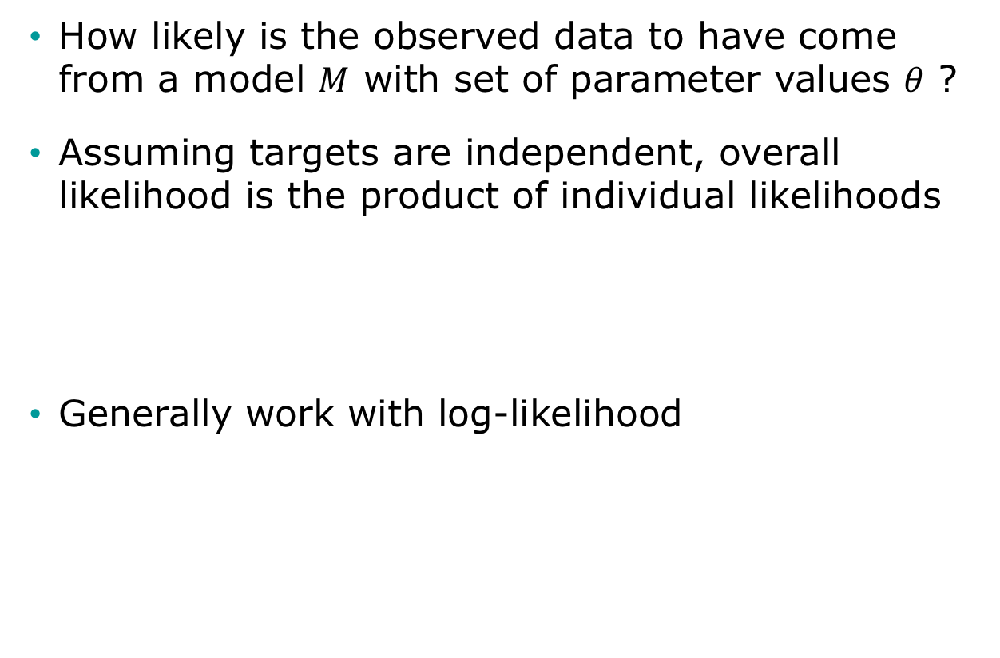 • How likely is the observed data to have come
from a model M with set of parameter values θ ?
• Assuming targets are independent, overall
likelihood is the product of individual likelihoods
• Generally work with log-likelihood